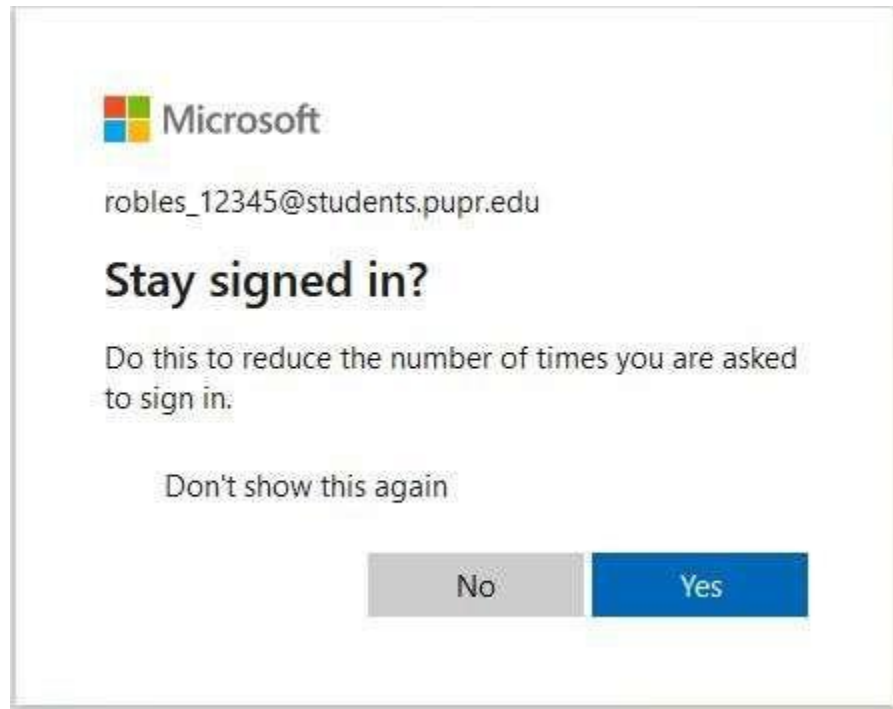 Microsoft
robles_12345@students.pupr.edu
Stay signed in?
Do this to reduce the number of times you are asked
to sign in.
Don't show this again
No
Yes